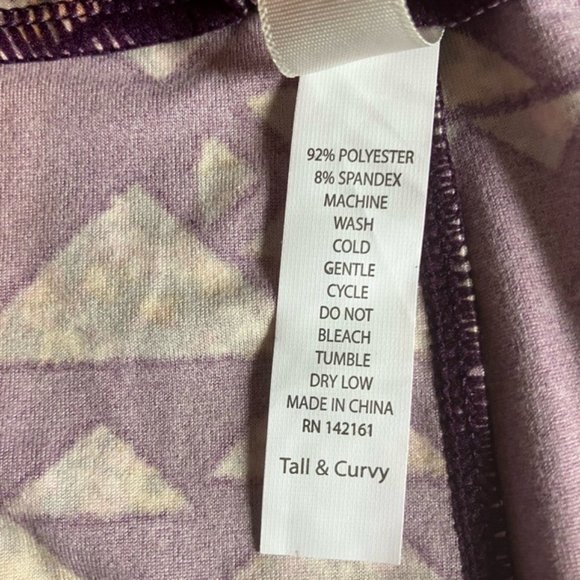 92% POLYESTER
8% SPANDEX
MACHINE
WASH
COLD
GENTLE
CYCLE
DO NOT
BLEACH
TUMBLE
DRY LOW
MADE IN CHINA
RN 142161
Tall & Curvy